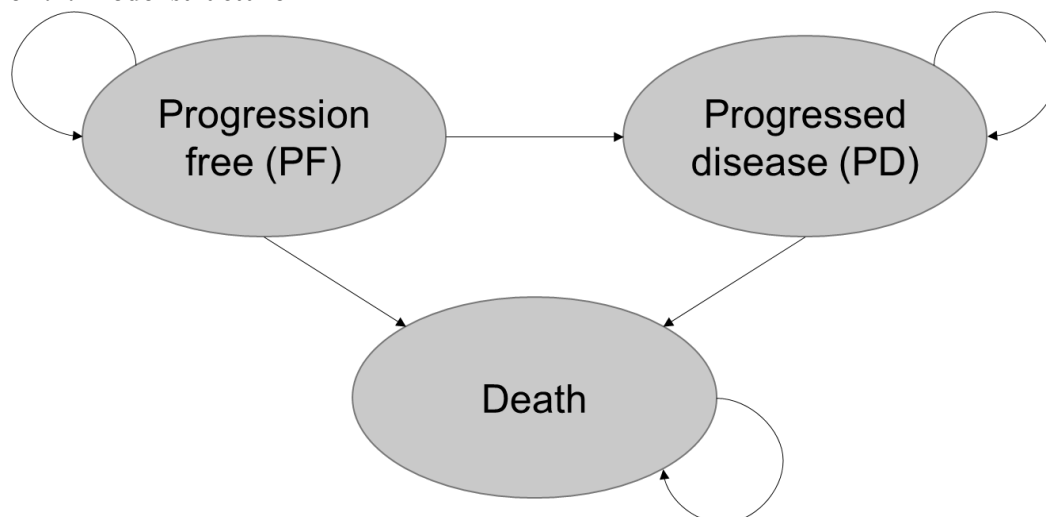 Progression
free (PF)
Progressed
disease (PD)
Death